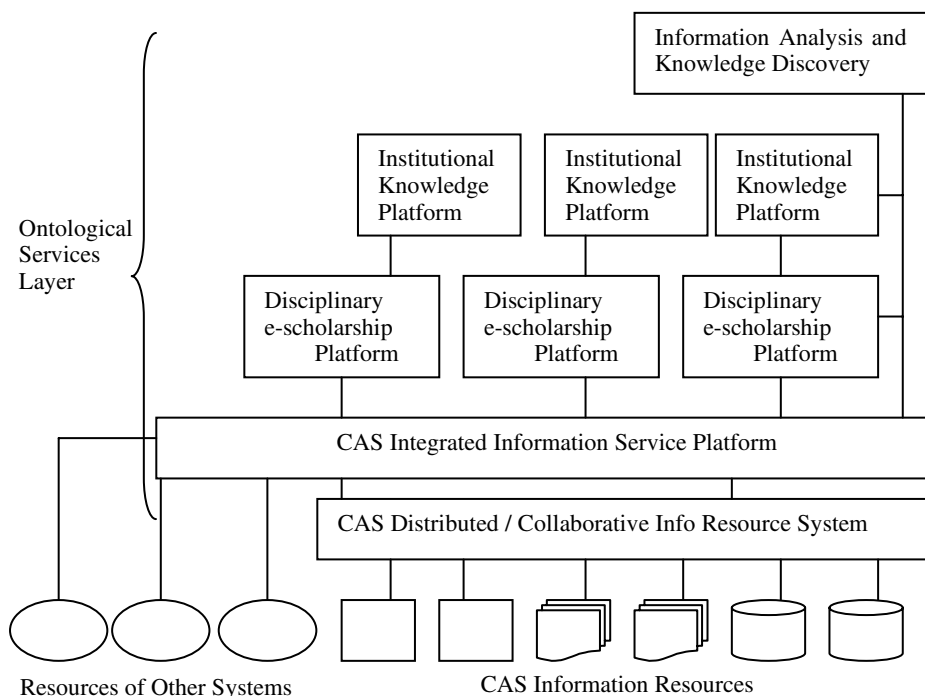 Information Analysis and
Knowledge Discovery
Institutional
Knowledge
Platform
Institutional
Knowledge
Platform
Institutional
Knowledge
Platform
Ontological
Services
Layer
Disciplinary
e-scholarship
Platform
Disciplinary
e-scholarship
Platform
Disciplinary
e-scholarship
Platform
CAS Integrated Information Service Platform
CAS Distributed / Collaborative Info Resource System
Resources of Other Systems
CAS Information Resources